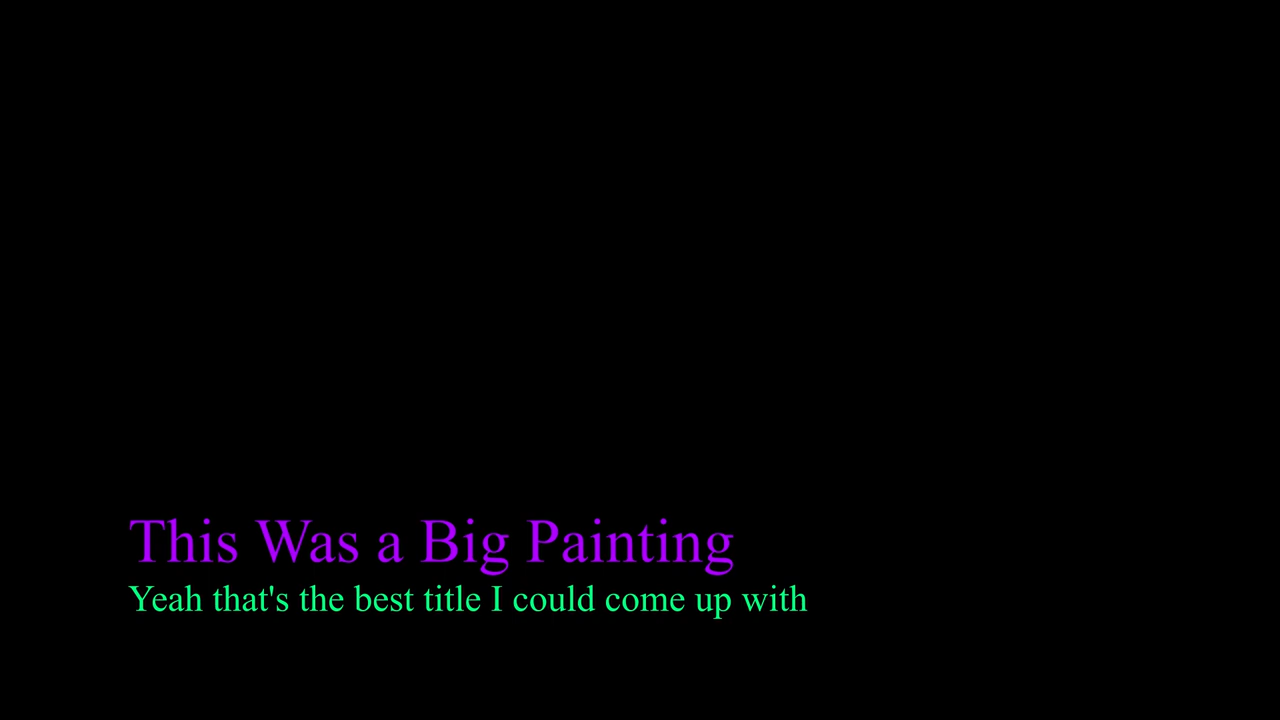 This Was a Big Painting
Yeah that's the best title I could come up with